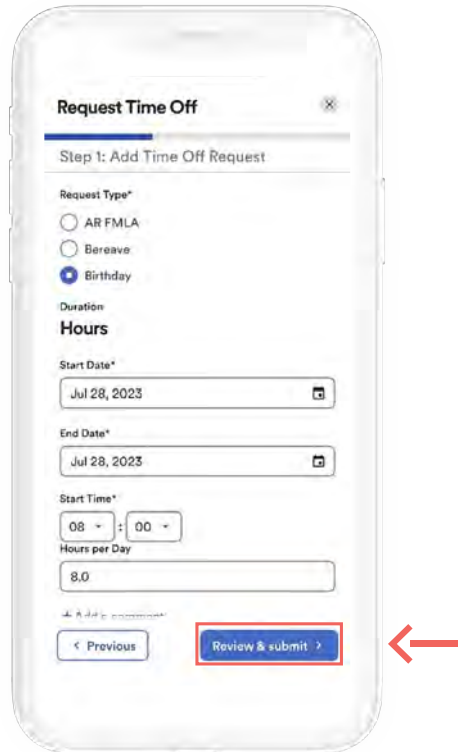 Request Time Off
Step 1: Add Time Off Request
Request Type*
AR FMLA
Bereave
Birthday
Duration
Hours
Start Date*
Jul 28, 2023
End Date*
Jul 28, 2023
Start Time*
08 : 00
Hours per Day
8.0
+ Add a comment
< Previous Review & submit >